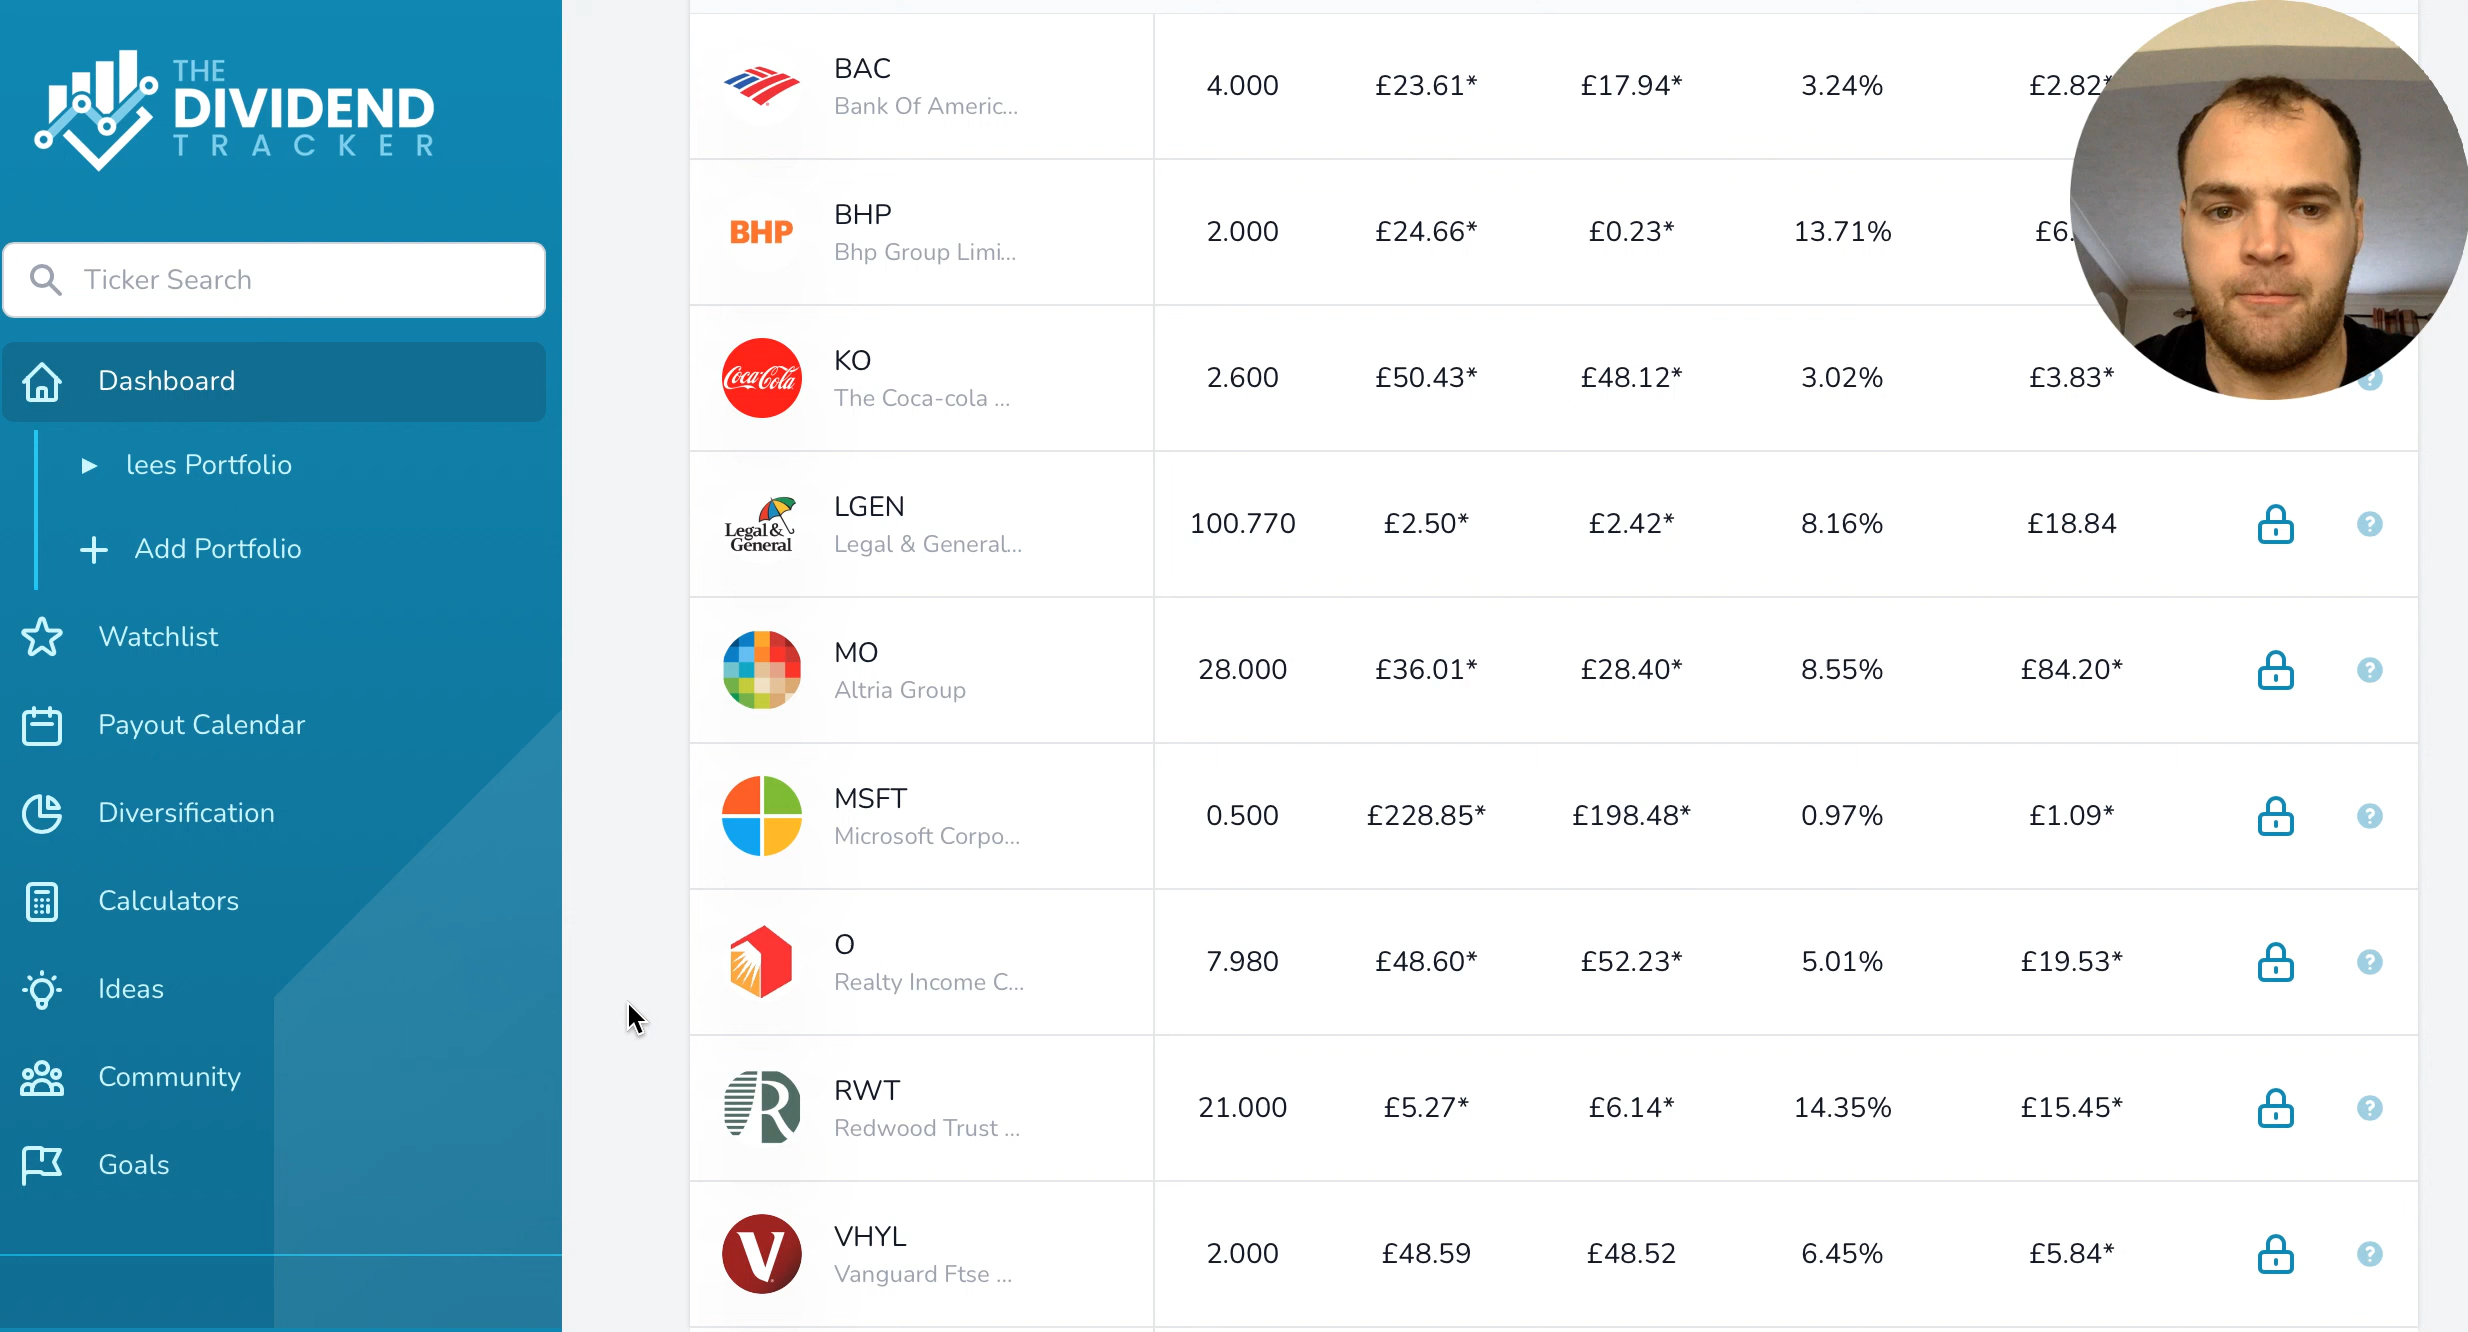 THE
DIVIDEND
TRACKER
Ticker Search
Dashboard
lees Portfolio
Add Portfolio
Watchlist
Payout Calendar
Diversification
Calculators
Ideas
Community
Goals
BAC 4.000 £23.61* £17.94* 3.24% £2.82*
Bank Of Americ...
BHP
BHP 2.000 £24.66* £0.23* 13.71% £6.
Bhp Group Limi...
Coca-Cola
KO 2.600 £50.43* £48.12* 3.02% £3.83* ?
The Coca-cola ...
Legal &
General
LGEN 100.770 £2.50* £2.42* 8.16% £18.84 ?
Legal & General...
MO 28.000 £36.01* £28.40* 8.55% £84.20* ?
Altria Group
MSFT 0.500 £228.85* £198.48* 0.97% £1.09* ?
Microsoft Corpo...
O 7.980 £48.60* £52.23* 5.01% £19.53* ?
Realty Income C...
R
RWT 21.000 £5.27* £6.14* 14.35% £15.45* ?
Redwood Trust ...
V
VHYL 2.000 £48.59 £48.52 6.45% £5.84* ?
Vanguard Ftse ...